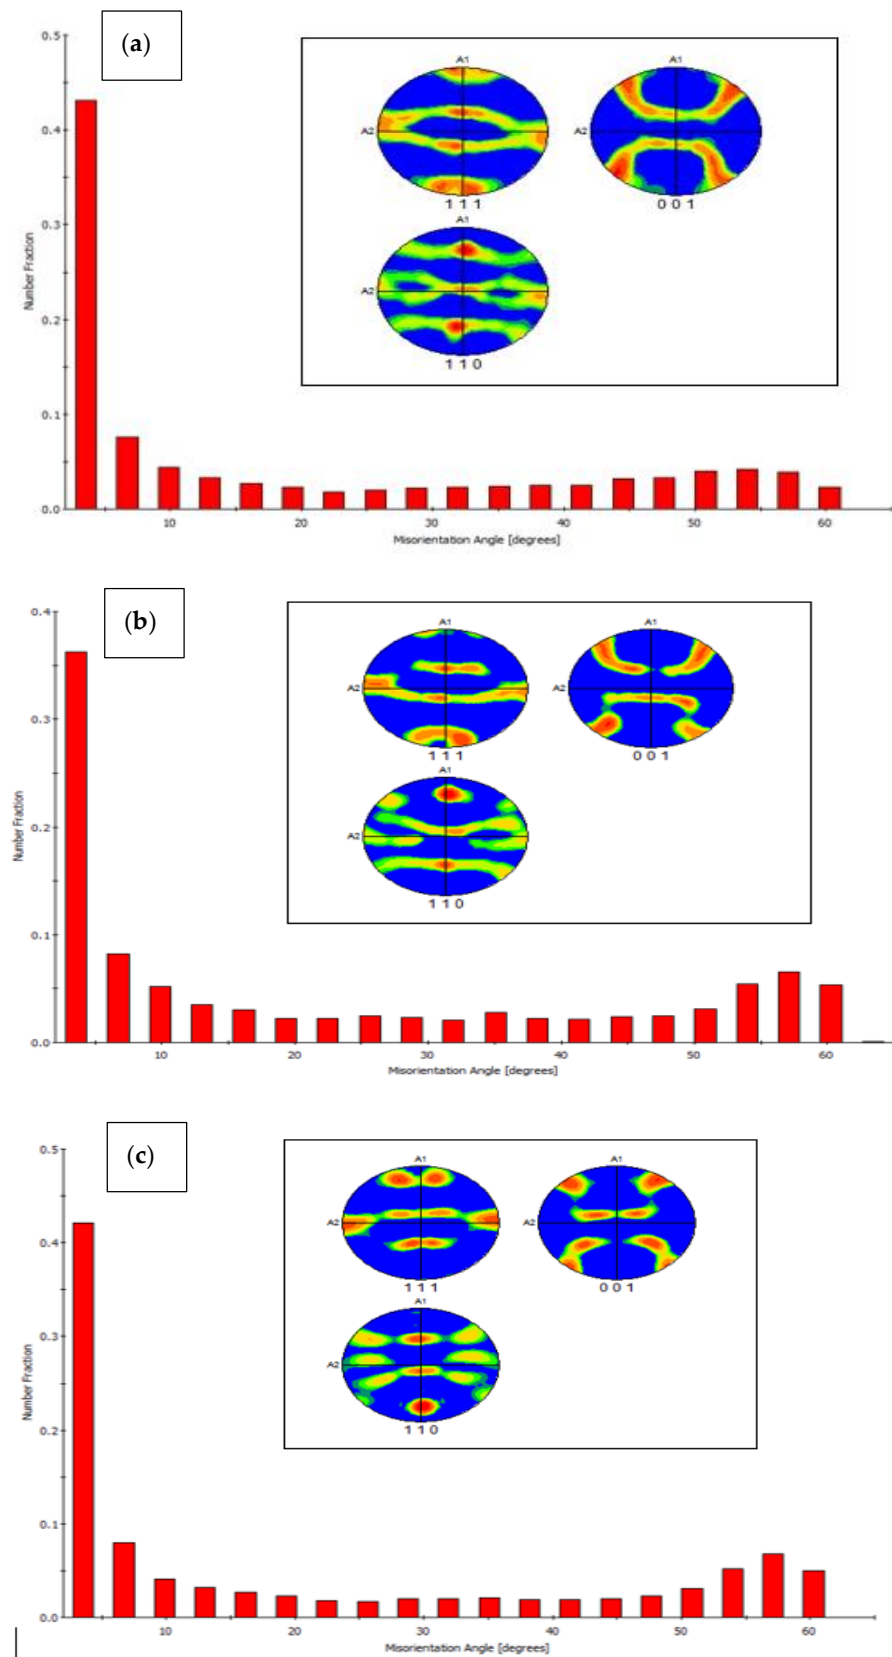 (a)
0.5
0.4
0.3
0.2
0.1
0.0
Number Fraction
10 20 30 40 50 60
Misorientation Angle [degrees]
A1 A1
A2 A2
1 1 1 0 0 1
A1
A2
1 1 0
(b)
0.4
0.3
0.2
0.1
0.0
Number Fraction
10 20 30 40 50 60
Misorientation Angle [degrees]
A1 A1
A2 A2
1 1 1 0 0 1
A1
A2
1 1 0
(c)
0.5
0.4
0.3
0.2
0.1
0.0
Number Fraction
10 20 30 40 50 60
Misorientation Angle [degrees]
A1 A1
A2 A2
1 1 1 0 0 1
A1
A2
1 1 0